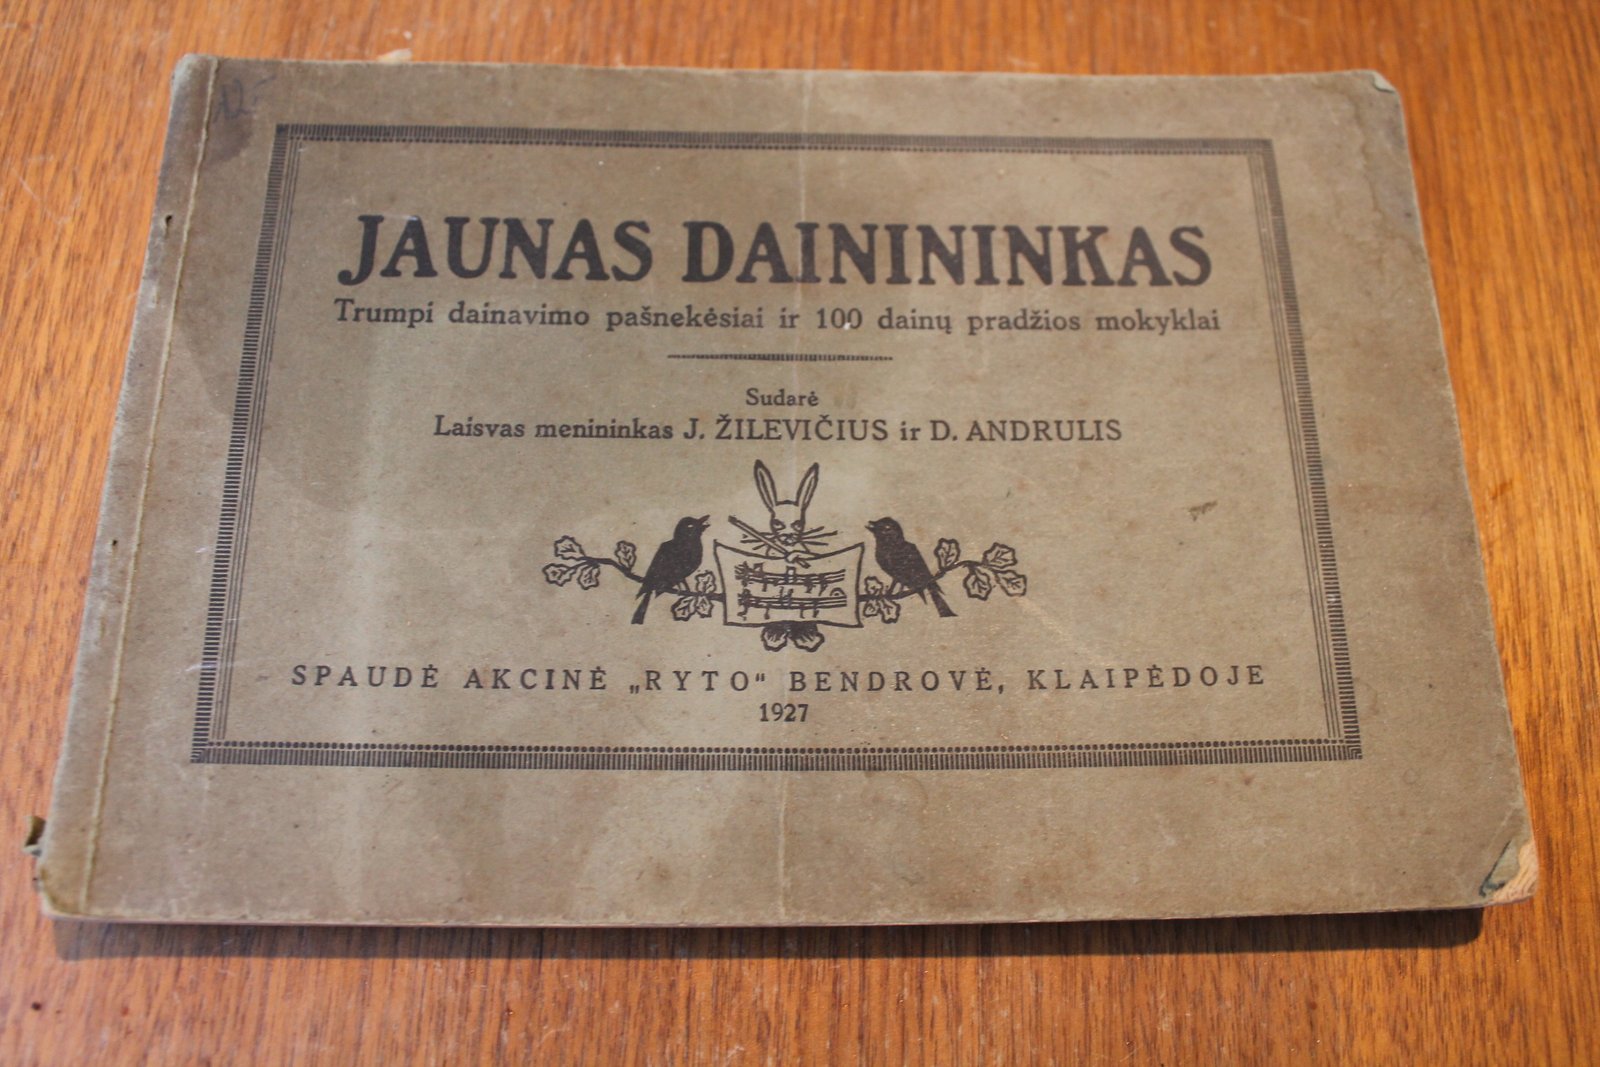 12.-
JAUNAS DAINININKAS
Trumpi dainavimo pašnekėsiai ir 100 dainų pradžios mokyklai
Sudarė
Laisvas menininkas J. ŽILEVIČIUS ir D. ANDRULIS
SPAUDĖ AKCINĖ „RYTO“ BENDROVĖ, KLAIPĖDOJE
1927